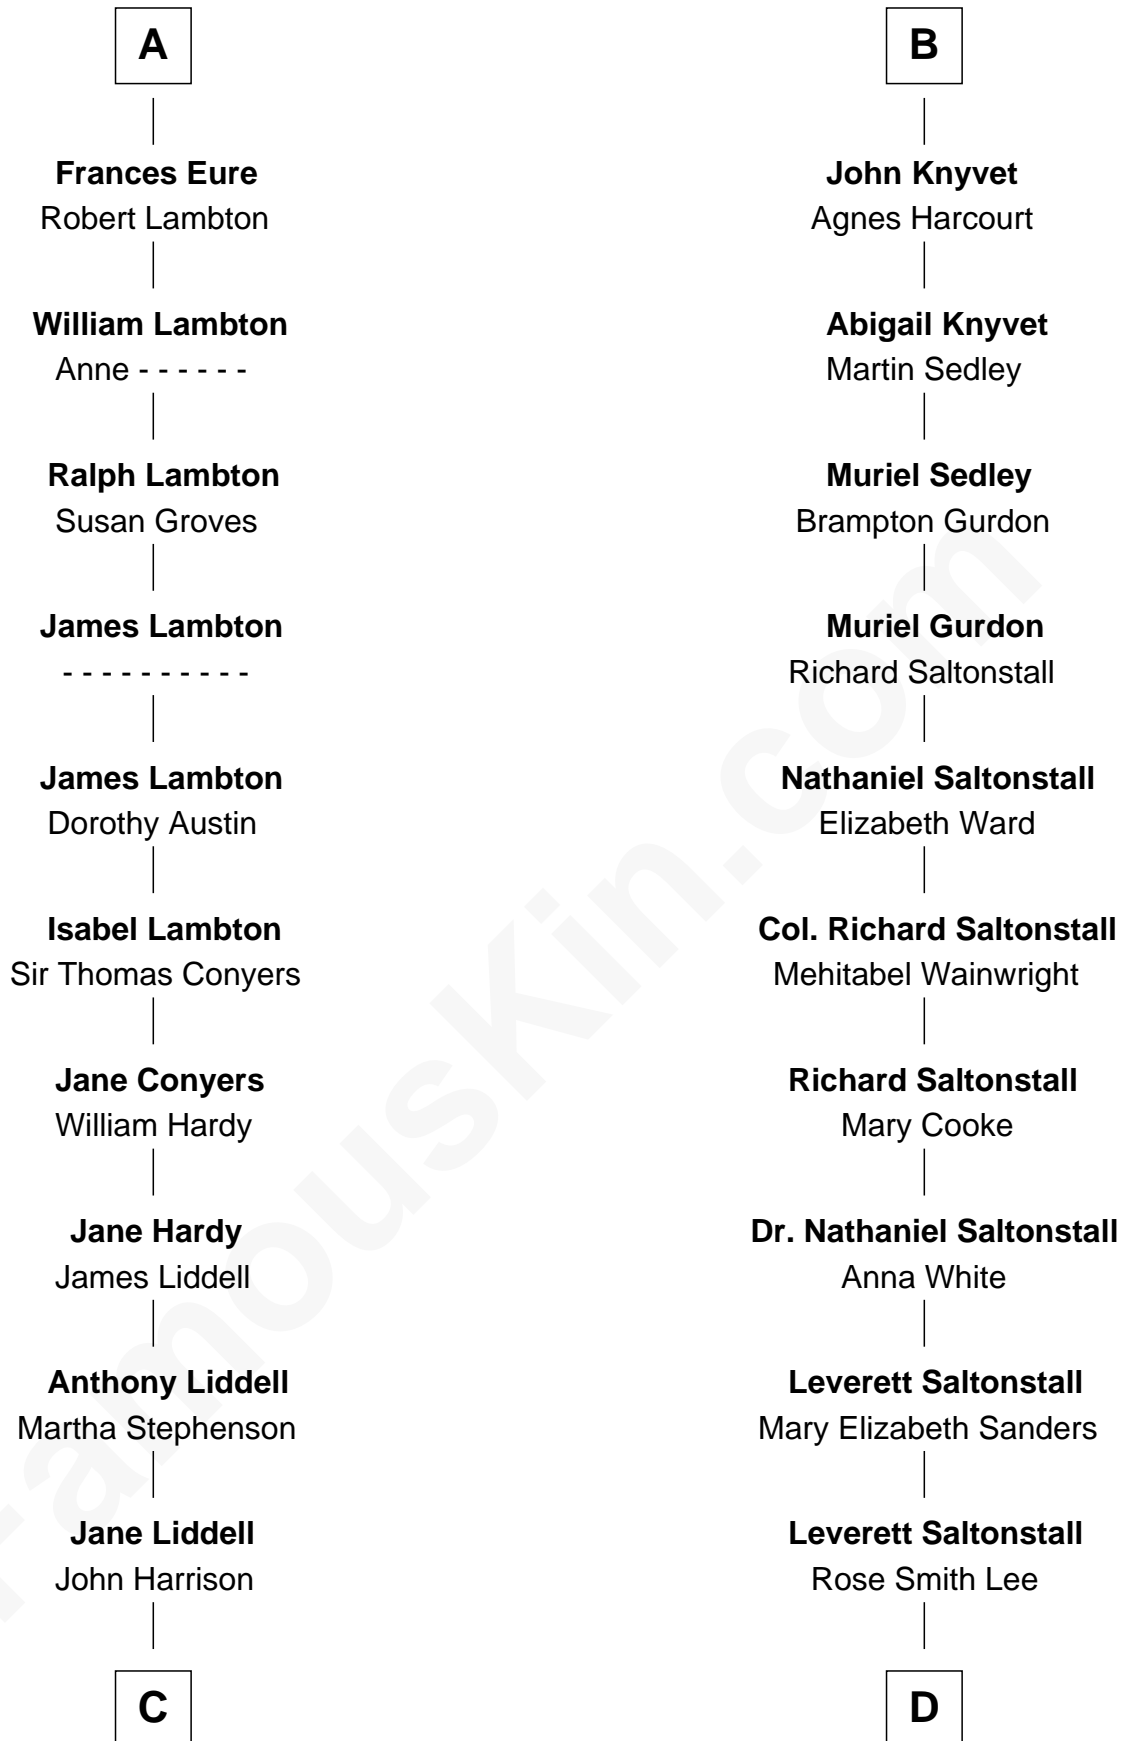 A
Frances Eure
Robert Lambton
William Lambton
Anne - - - - - -
Ralph Lambton
Susan Groves
James Lambton
- - - - - - - - - -
James Lambton
Dorothy Austin
Isabel Lambton
Sir Thomas Conyers
Jane Conyers
William Hardy
Jane Hardy
James Liddell
Anthony Liddell
Martha Stephenson
Jane Liddell
John Harrison
C
B
John Knyvet
Agnes Harcourt
Abigail Knyvet
Martin Sedley
Muriel Sedley
Brampton Gurdon
Muriel Gurdon
Richard Saltonstall
Nathaniel Saltonstall
Elizabeth Ward
Col. Richard Saltonstall
Mehitabel Wainwright
Richard Saltonstall
Mary Cooke
Dr. Nathaniel Saltonstall
Anna White
Leverett Saltonstall
Mary Elizabeth Sanders
Leverett Saltonstall
Rose Smith Lee
D
FamousKin.com